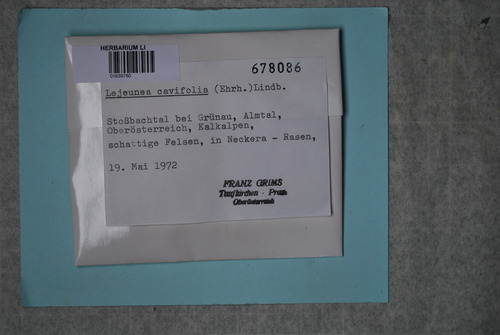 HERBARIUM LI
678086
Lejeunea cavifolia (Ehrh.)Lindb.
Stoßbachtal bei Grünau, Almtal,
Oberösterreich, Kalkalpen,
schattige Felsen, in Neckera - Rasen,
19. Mai 1972
FRANZ GRIMS
Taufkirchen - Pram
Oberösterreich